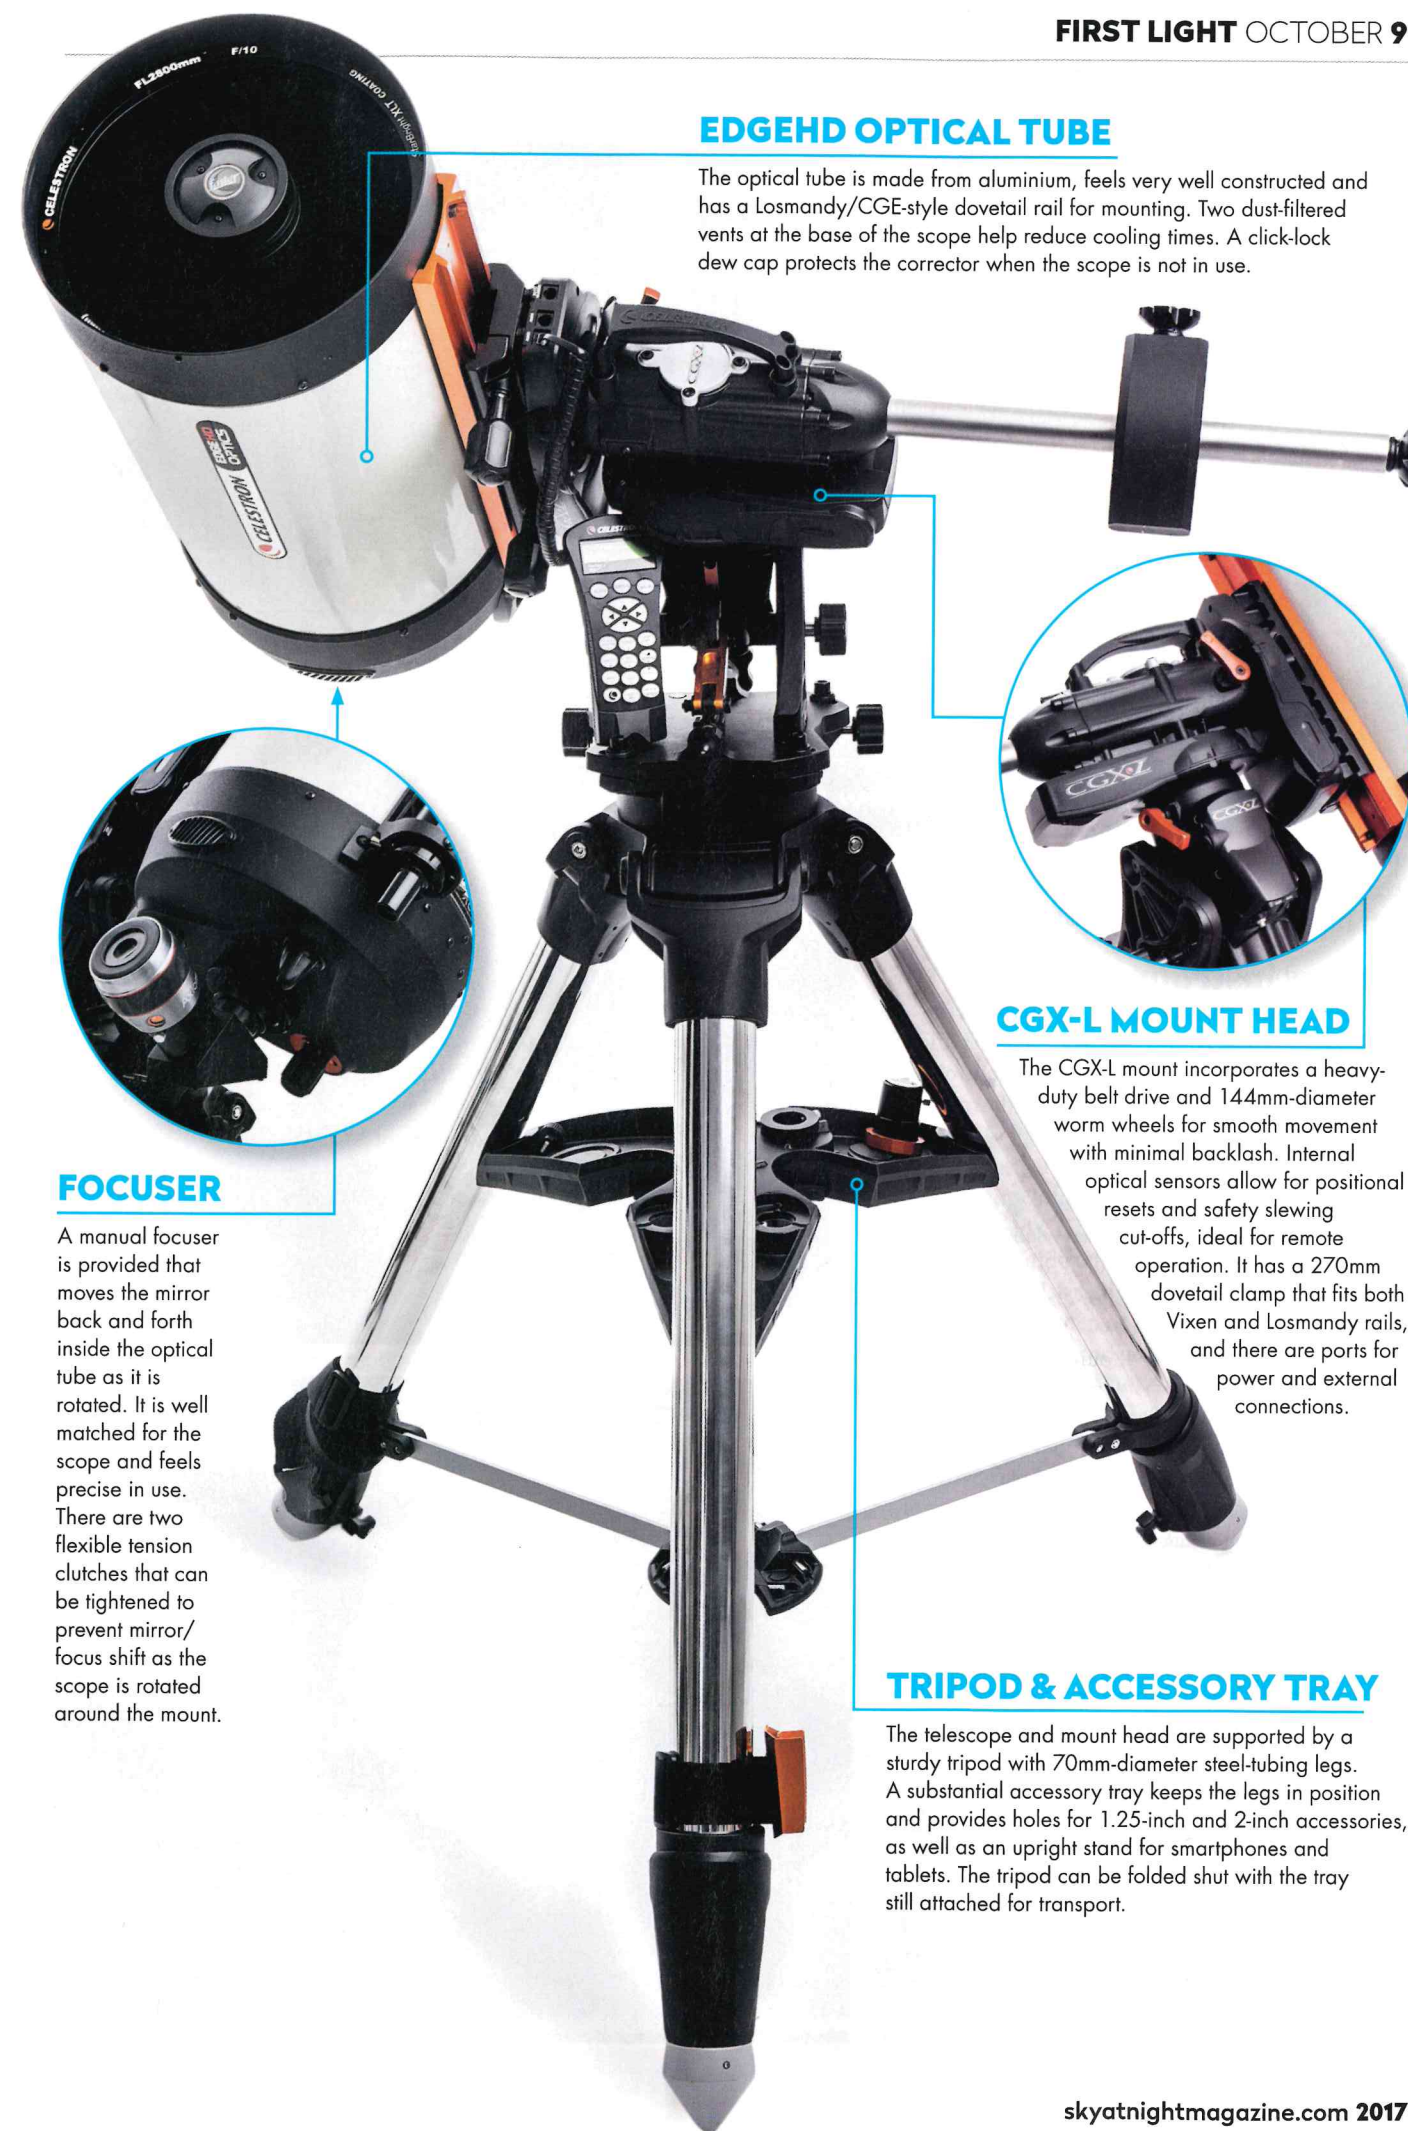 FIRST LIGHT OCTOBER 9
FL2800mm
F/10
StarBright XLT COATING
CELESTRON
EDGEHD OPTICAL TUBE
The optical tube is made from aluminium, feels very well constructed and
has a Losmandy/CGE-style dovetail rail for mounting. Two dust-filtered
vents at the base of the scope help reduce cooling times. A click-lock
dew cap protects the corrector when the scope is not in use.
CELESTRON
CGX
EDGEHD
OPTICS
CELESTRON
CELESTRON
CGX-L
CGX-L
CGX-L MOUNT HEAD
The CGX-L mount incorporates a heavy-
duty belt drive and 144mm-diameter
worm wheels for smooth movement
with minimal backlash. Internal
optical sensors allow for positional
resets and safety slewing
cut-offs, ideal for remote
operation. It has a 270mm
dovetail clamp that fits both
Vixen and Losmandy rails,
and there are ports for
power and external
connections.
FOCUSER
A manual focuser
is provided that
moves the mirror
back and forth
inside the optical
tube as it is
rotated. It is well
matched for the
scope and feels
precise in use.
There are two
flexible tension
clutches that can
be tightened to
prevent mirror/
focus shift as the
scope is rotated
around the mount.
TRIPOD & ACCESSORY TRAY
The telescope and mount head are supported by a
sturdy tripod with 70mm-diameter steel-tubing legs.
A substantial accessory tray keeps the legs in position
and provides holes for 1.25-inch and 2-inch accessories,
as well as an upright stand for smartphones and
tablets. The tripod can be folded shut with the tray
still attached for transport.
skyatnightmagazine.com 2017